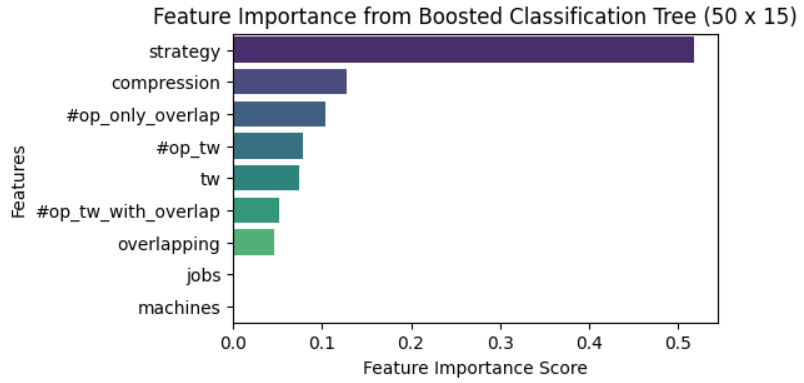 Feature Importance from Boosted Classification Tree (50 x 15)
Features
strategy
compression
#op_only_overlap
#op_tw
tw
#op_tw_with_overlap
overlapping
jobs
machines
0.0 0.1 0.2 0.3 0.4 0.5
Feature Importance Score